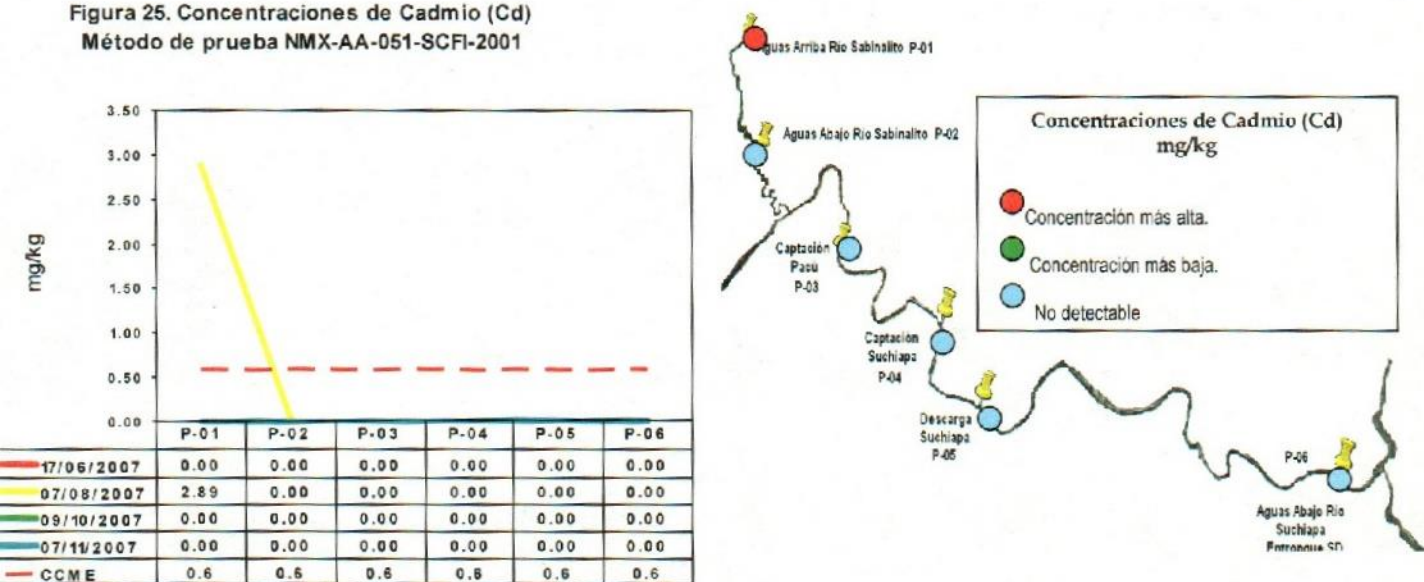 Figura 25. Concentraciones de Cadmio (Cd)
Método de prueba NMX-AA-051-SCFI-2001
mg/kg
3.50
3.00
2.50
2.00
1.50
1.00
0.50
0.00
P-01 P-02 P-03 P-04 P-05 P-06
17/06/2007 0.00 0.00 0.00 0.00 0.00 0.00
07/08/2007 2.89 0.00 0.00 0.00 0.00 0.00
09/10/2007 0.00 0.00 0.00 0.00 0.00 0.00
07/11/2007 0.00 0.00 0.00 0.00 0.00 0.00
CCME 0.6 0.6 0.6 0.6 0.6 0.6
guas Arriba Rio Sabinalito P-01
Aguas Abajo Rio Sabinalito P-02
Captación
Pacú
P-03
Captación
Suchiapa
P-04
Descarga
Suchiapa
P-05
P-06
Aguas Abajo Rio
Suchiapa
Entronque SD
Concentraciones de Cadmio (Cd)
mg/kg
Concentración más alta.
Concentración más baja.
No detectable